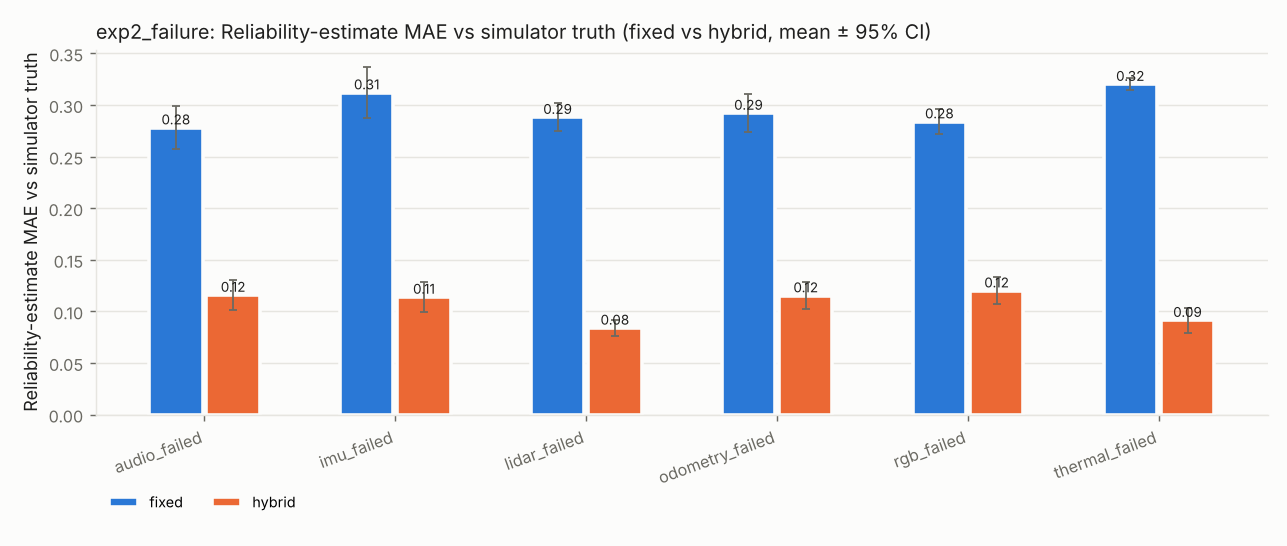 exp2_failure: Reliability-estimate MAE vs simulator truth (fixed vs hybrid, mean ± 95% CI)
Reliability-estimate MAE vs simulator truth
0.35
0.30
0.25
0.20
0.15
0.10
0.05
0.00
0.28
0.12
0.31
0.11
0.29
0.08
0.29
0.12
0.28
0.12
0.32
0.09
audio_failed
imu_failed
lidar_failed
odometry_failed
rgb_failed
thermal_failed
fixed
hybrid